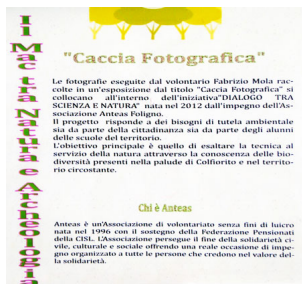 Il Mac tra Natura e Archeologia
"Caccia Fotografica"
Le fotografie eseguite dal volontario Fabrizio Mola rac-
colte in un'esposizione dal titolo "Caccia Fotografica" si
collocano all'interno dell'iniziativa"DIALOGO TRA
SCIENZA E NATURA" nata nel 2012 dall'impegno dell'As-
sociazione Anteas Foligno.
Il progetto risponde a dei bisogni di tutela ambientale
sia da parte della cittadinanza sia da parte degli alunni
delle scuole del territorio.
L'obiettivo principale è quello di esaltare la tecnica al
servizio della natura attraverso la conoscenza delle bio-
diversità presenti nella palude di Colfiorito e nel territo-
rio circostante.
Chi è Anteas
Anteas è un'Associazione di volontariato senza fini di lucro
nata nel 1996 con il sostegno della Federazione Pensionati
della CISL. L'Associazione persegue il fine della solidarietà ci-
vile, culturale e sociale offrendo una reale occasione di impe-
gno organizzato a tutte le persone che credono nel valore del-
la solidarietà.